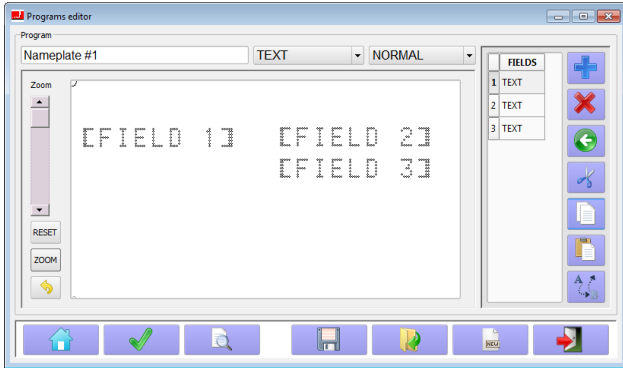 Programs editor
Program
Nameplate #1 TEXT NORMAL
FIELDS
1 TEXT
2 TEXT
3 TEXT
Zoom
[FIELD 1] [FIELD 2]
[FIELD 3]
RESET
ZOOM
A
B
NEW